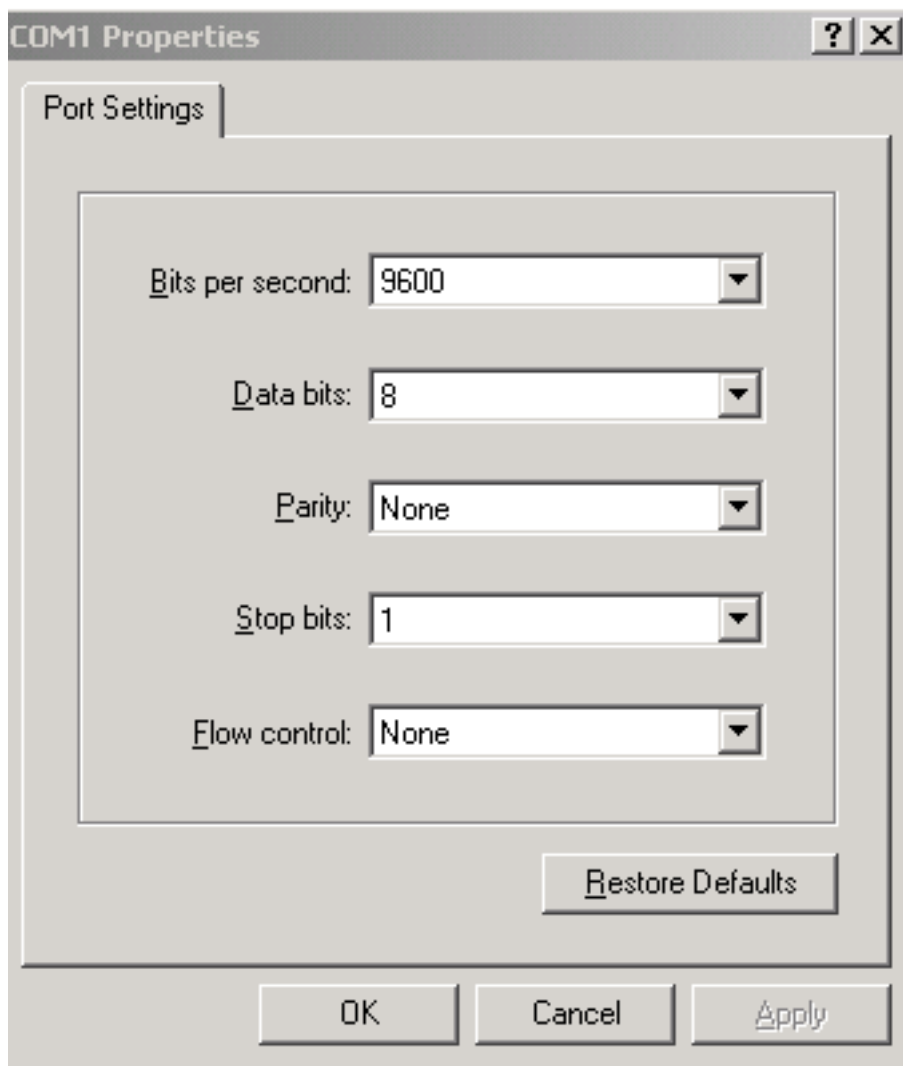 COM1 Properties ? X
Port Settings
Bits per second: 9600
Data bits: 8
Parity: None
Stop bits: 1
Flow control: None
Restore Defaults
OK Cancel Apply